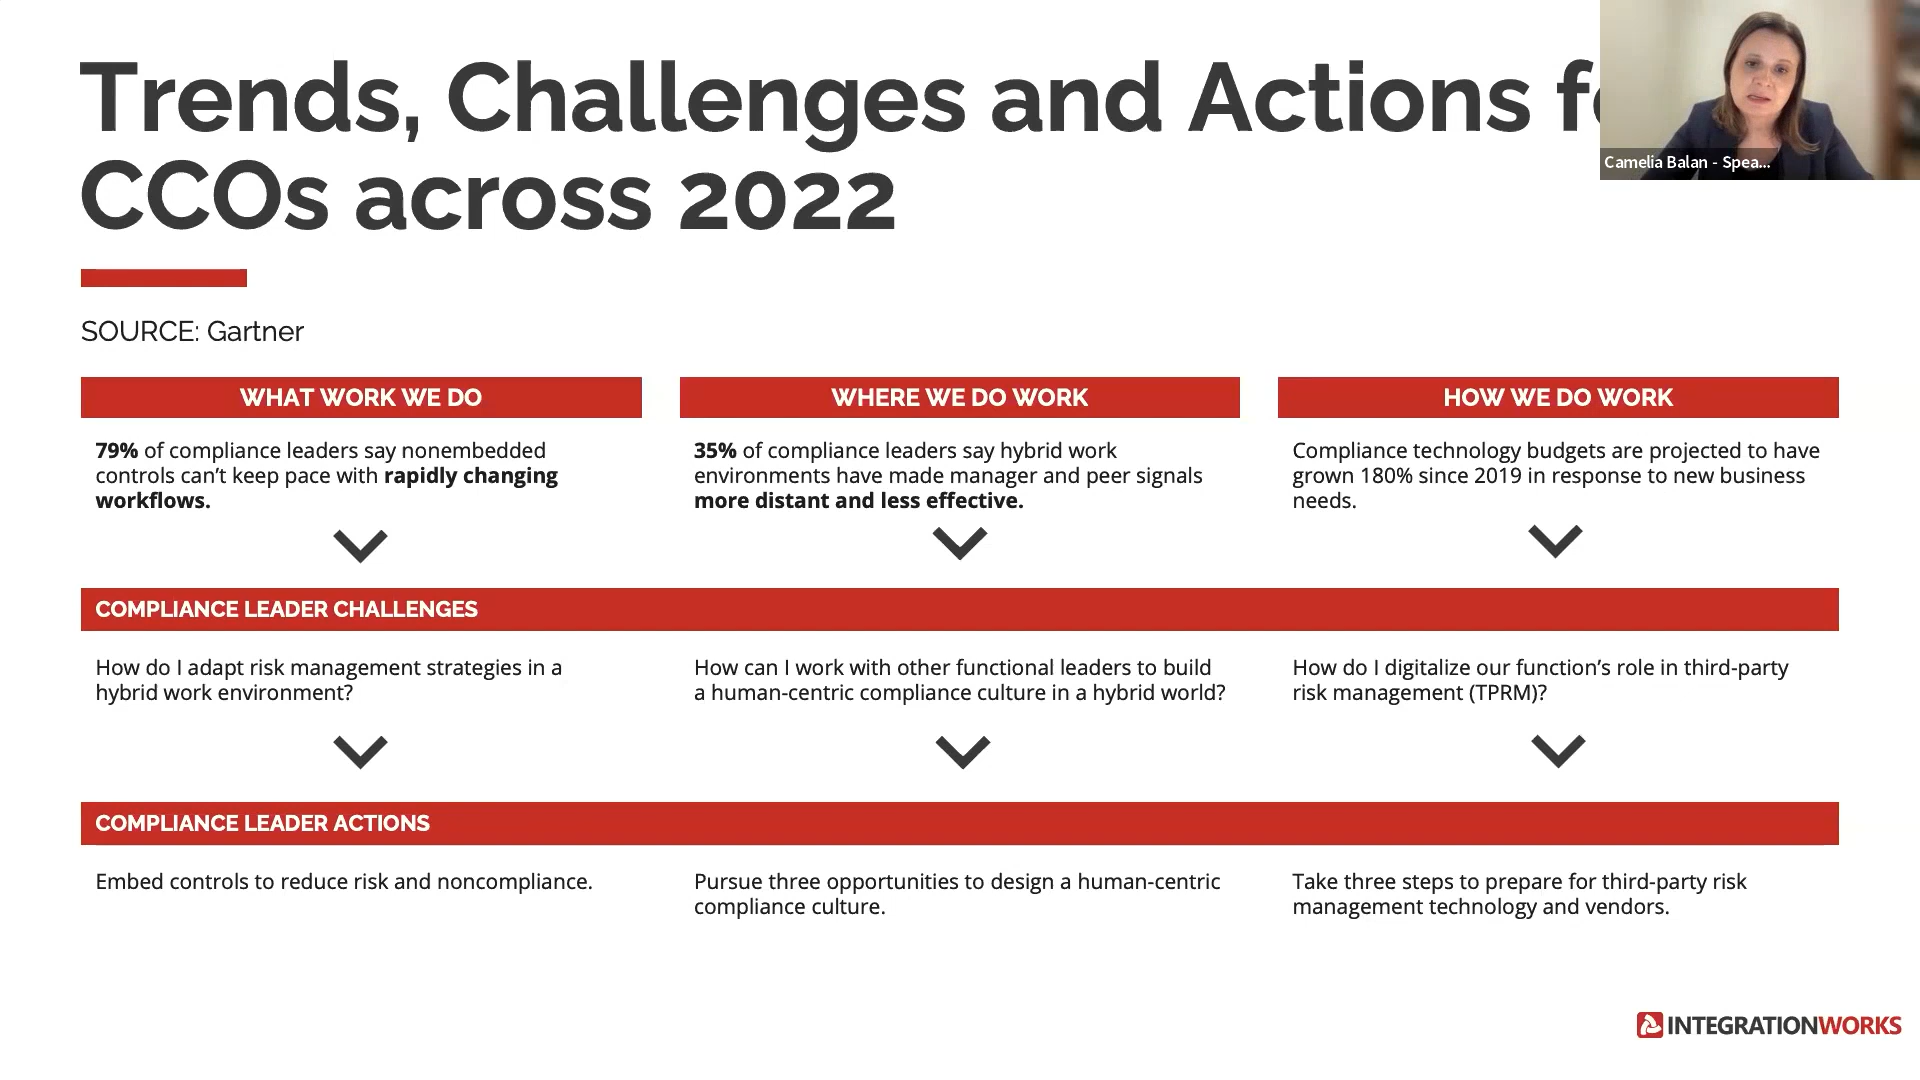 Trends, Challenges and Actions
CCOs across 2022
Camelia Balan - Spea...
SOURCE: Gartner
WHAT WORK WE DO
79% of compliance leaders say nonembedded
controls can’t keep pace with rapidly changing
workflows.
WHERE WE DO WORK
35% of compliance leaders say hybrid work
environments have made manager and peer signals
more distant and less effective.
HOW WE DO WORK
Compliance technology budgets are projected to have
grown 180% since 2019 in response to new business
needs.
COMPLIANCE LEADER CHALLENGES
How do I adapt risk management strategies in a
hybrid work environment?
How can I work with other functional leaders to build
a human-centric compliance culture in a hybrid world?
How do I digitalize our function’s role in third-party
risk management (TPRM)?
COMPLIANCE LEADER ACTIONS
Embed controls to reduce risk and noncompliance.
Pursue three opportunities to design a human-centric
compliance culture.
Take three steps to prepare for third-party risk
management technology and vendors.
INTEGRATIONWORKS